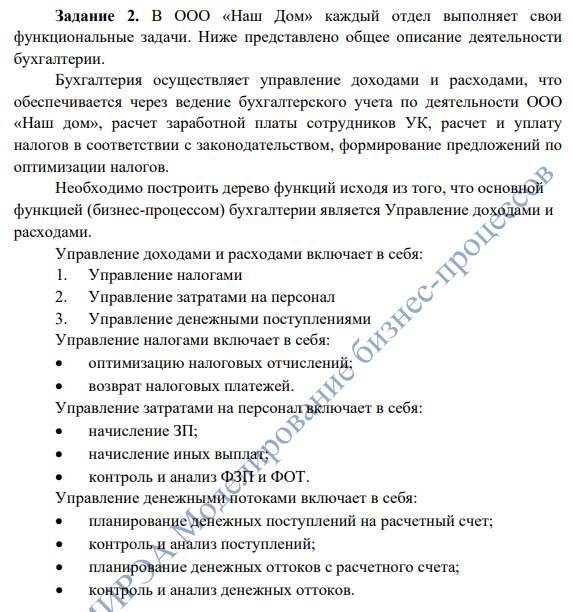 Задание 2. В ООО «Наш Дом» каждый отдел выполняет свои
функциональные задачи. Ниже представлено общее описание деятельности
бухгалтерии.
Бухгалтерия осуществляет управление доходами и расходами, что
обеспечивается через ведение бухгалтерского учета по деятельности ООО
«Наш дом», расчет заработной платы сотрудников УК, расчет и уплату
налогов в соответствии с законодательством, формирование предложений по
оптимизации налогов.
Необходимо построить дерево функций исходя из того, что основной
функцией (бизнес-процессом) бухгалтерии является Управление доходами и
расходами.
Управление доходами и расходами включает в себя:
1. Управление налогами
2. Управление затратами на персонал
3. Управление денежными поступлениями
Управление налогами включает в себя:
• оптимизацию налоговых отчислений;
• возврат налоговых платежей.
Управление затратами на персонал включает в себя:
• начисление ЗП;
• начисление иных выплат;
• контроль и анализ ФЗП и ФОТ.
Управление денежными потоками включает в себя:
• планирование денежных поступлений на расчетный счет;
• контроль и анализ поступлений;
• планирование денежных оттоков с расчетного счета;
• контроль и анализ денежных оттоков.
МИРЭА Моделирование бизнес-процессов